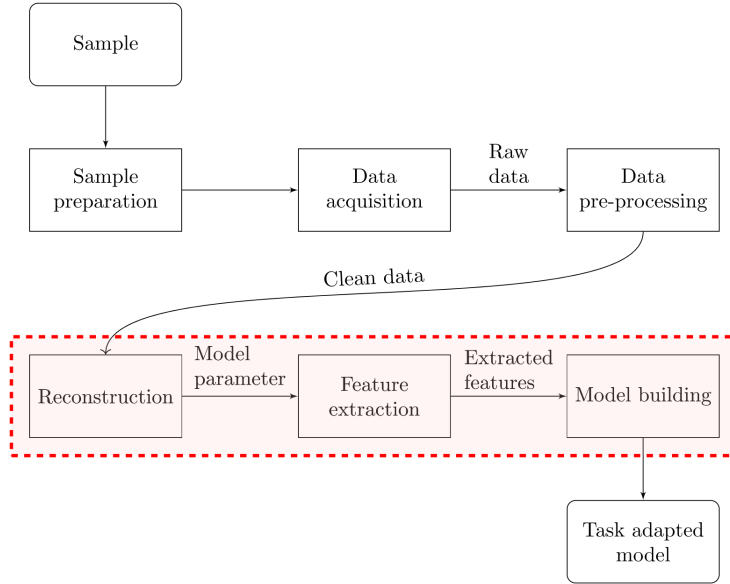 Sample
Sample
preparation
Data
acquisition
Raw
data
Data
pre-processing
Clean data
Reconstruction
Model
parameter
Feature
extraction
Extracted
features
Model building
Task adapted
model